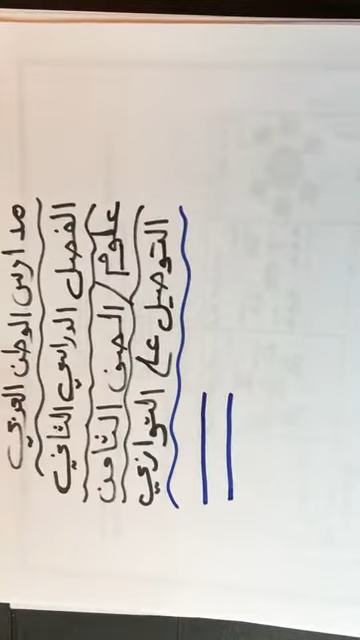 مدارس الوطن العربي
الفصل الدراسي الثاني
علوم / الصف الثامن
التوصيل على التوازي